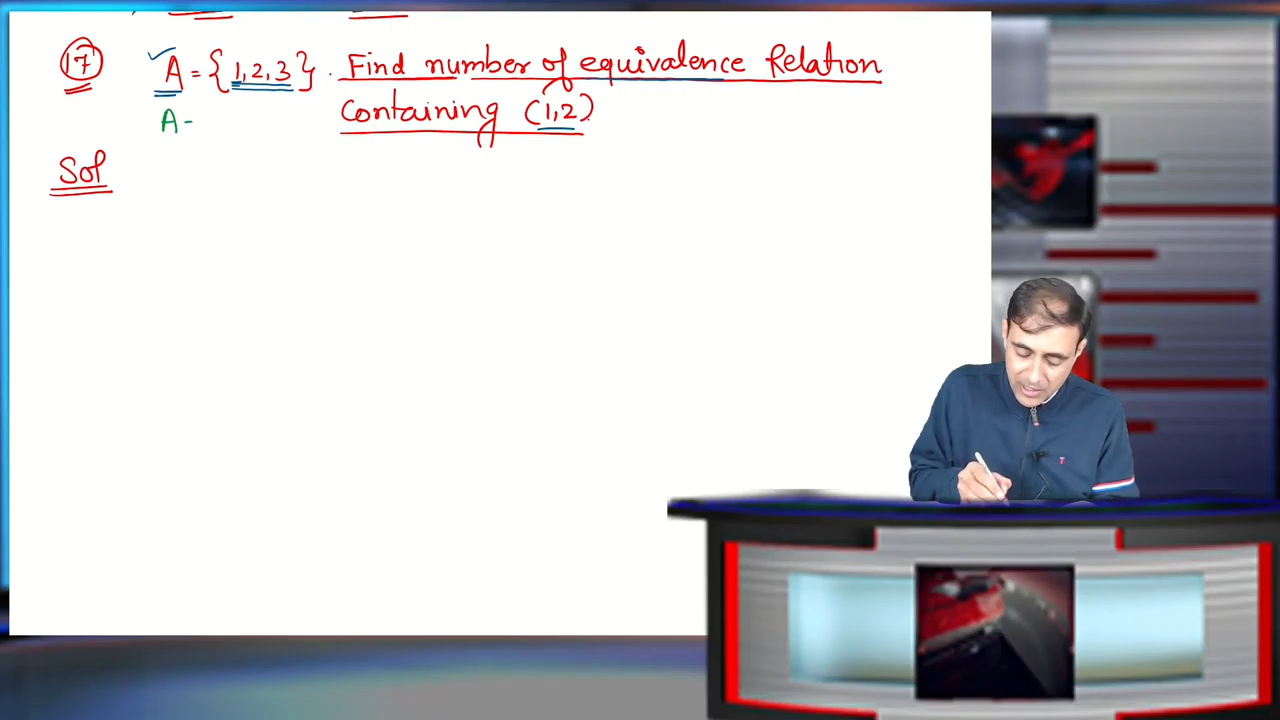 17 A = {1,2,3}. Find number of equivalence Relation
containing (1,2)
A -
Sol